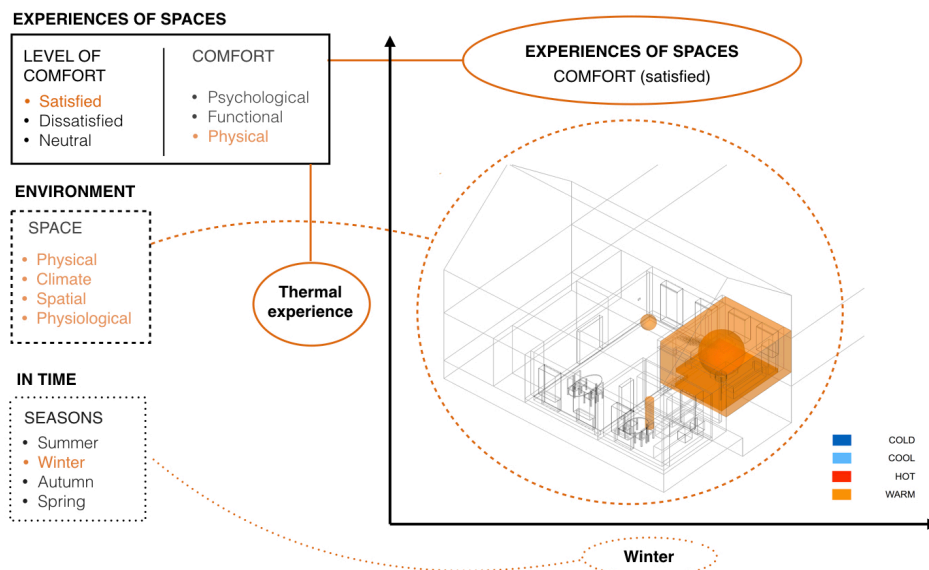 EXPERIENCES OF SPACES
LEVEL OF
COMFORT
• Satisfied
• Dissatisfied
• Neutral
COMFORT
• Psychological
• Functional
• Physical
EXPERIENCES OF SPACES
COMFORT (satisfied)
ENVIRONMENT
SPACE
• Physical
• Climate
• Spatial
• Physiological
Thermal
experience
IN TIME
SEASONS
• Summer
• Winter
• Autumn
• Spring
COLD
COOL
HOT
WARM
Winter